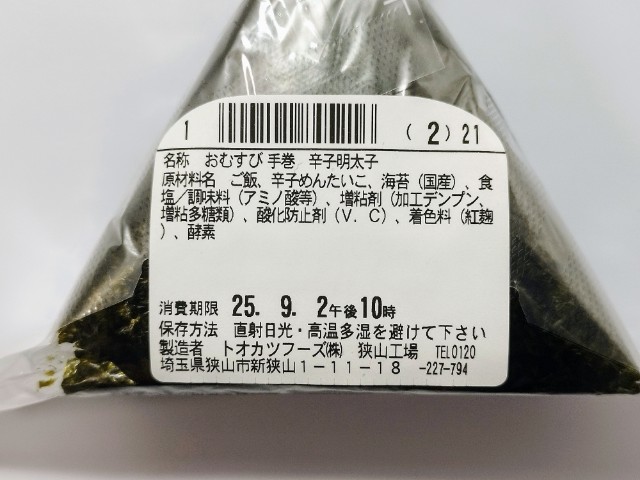 1 (2)21
名称 おむすび 手巻 辛子明太子
原材料名 ご飯、辛子めんたいこ、海苔(国産)、食
塩/調味料(アミノ酸等)、増粘剤(加工デンプン、
増粘多糖類)、酸化防止剤(V.C)、着色料(紅麹
)、酵素
消費期限 25.9.2午後10時
保存方法 直射日光・高温多湿を避けて下さい
製造者 トオカツフーズ㈱ 狭山工場 TEL0120
埼玉県狭山市新狭山1-11-18 -227-794